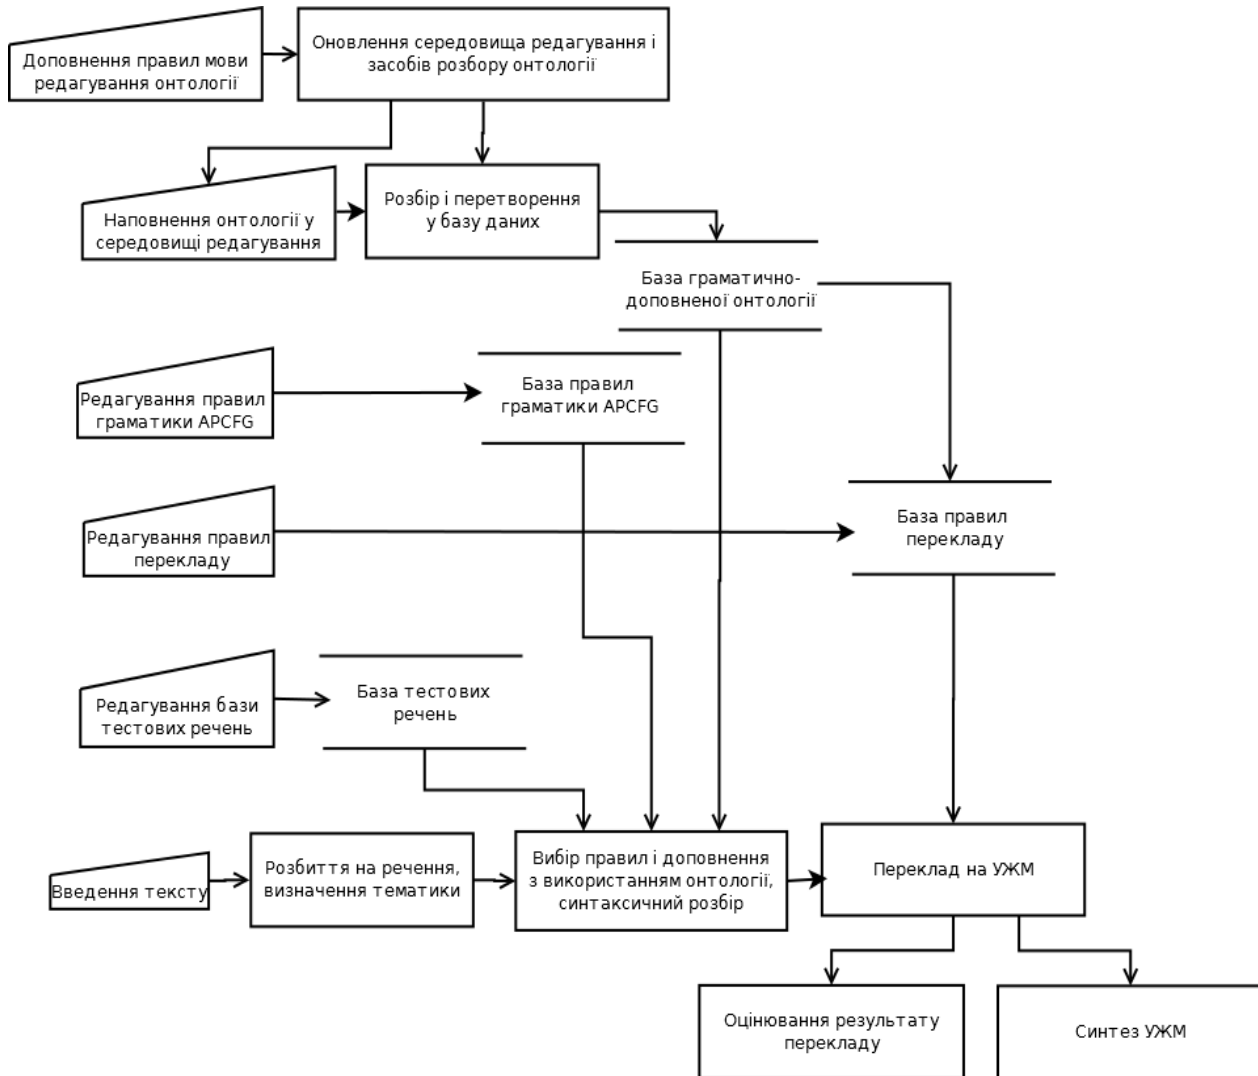 Доповнення правил мови
редагування онтології
Оновлення середовища редагування і
засобів розбору онтології
Наповнення онтології у
середовищі редагування
Розбір і перетворення
у базу даних
База граматично-
доповненої онтології
Редагування правил
граматики APCFG
База правил
граматики APCFG
Редагування правил
перекладу
База правил
перекладу
Редагування бази
тестових речень
База тестових
речень
Введення тексту
Розбиття на речення,
визначення тематики
Вибір правил і доповнення
з використанням онтології,
синтаксичний розбір
Переклад на УЖМ
Оцінювання результату
перекладу
Синтез УЖМ